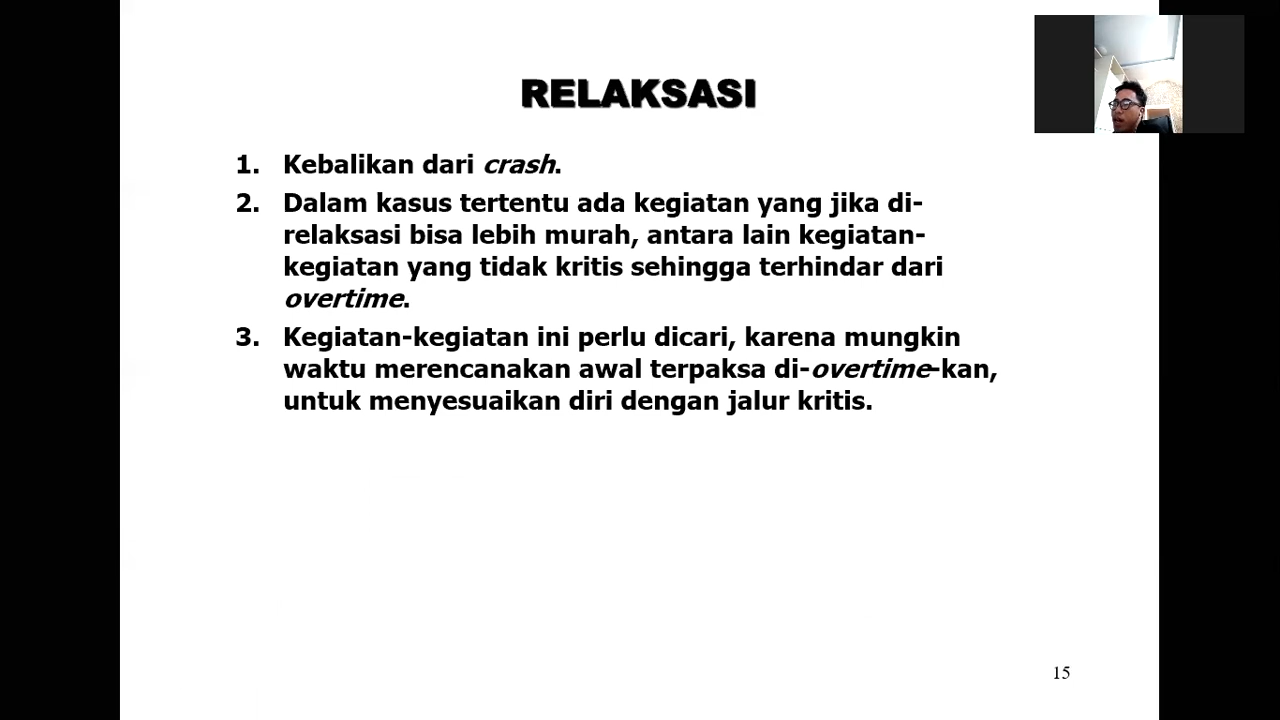 RELAKSASI
1. Kebalikan dari crash.
2. Dalam kasus tertentu ada kegiatan yang jika di-
relaksasi bisa lebih murah, antara lain kegiatan-
kegiatan yang tidak kritis sehingga terhindar dari
overtime.
3. Kegiatan-kegiatan ini perlu dicari, karena mungkin
waktu merencanakan awal terpaksa di-overtime-kan,
untuk menyesuaikan diri dengan jalur kritis.
15